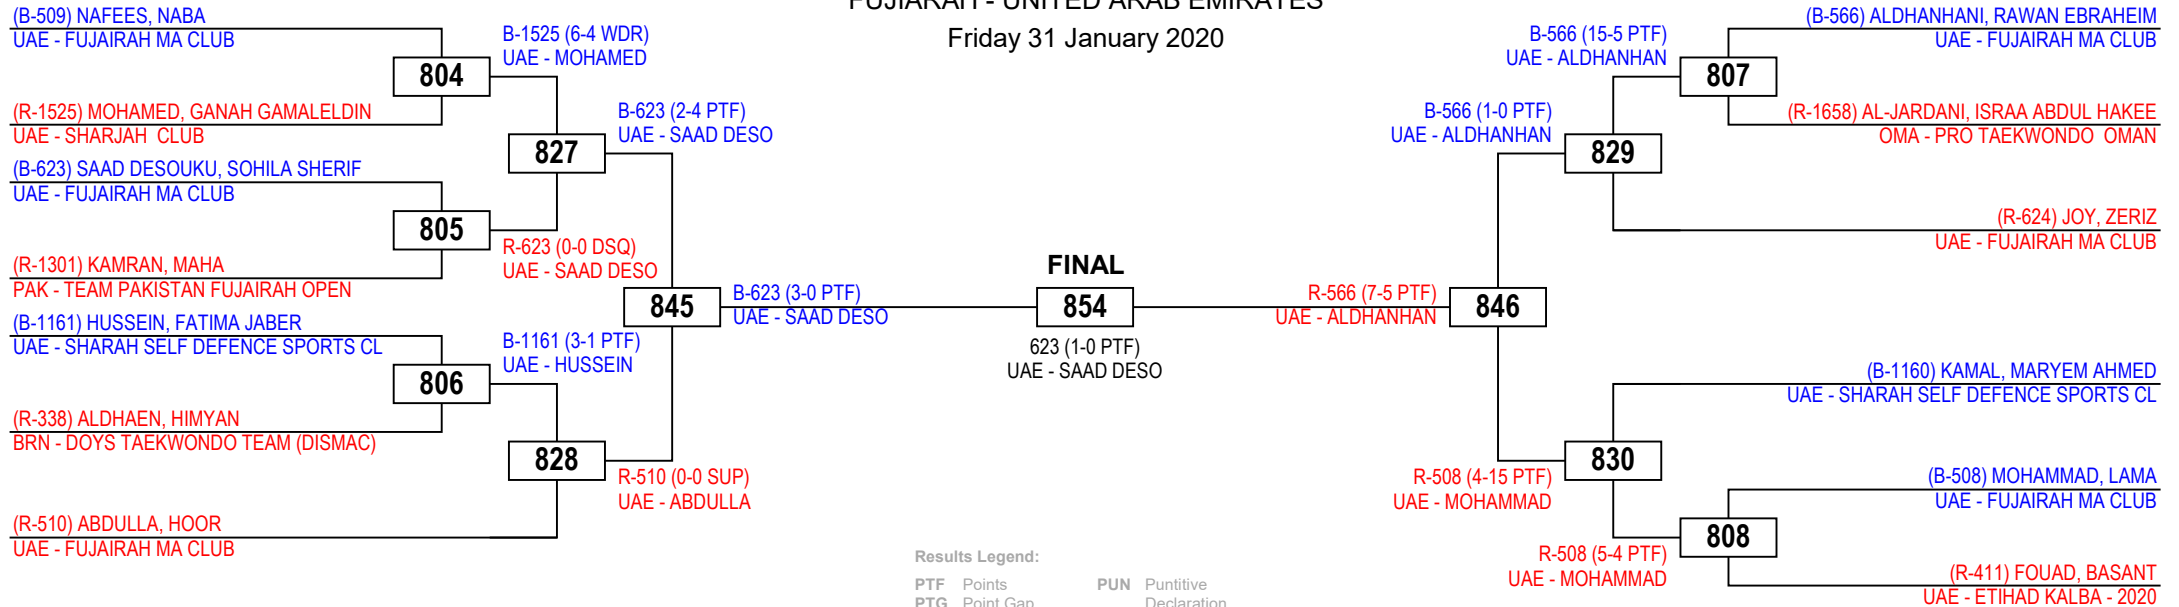 FUJIARAH - UNITED ARAB EMIRATES
Friday 31 January 2020
(B-509) NAFEES, NABA
UAE - FUJAIRAH MA CLUB
804
(R-1525) MOHAMED, GANAH GAMALELDIN
UAE - SHARJAH  CLUB
B-1525 (6-4 WDR)
UAE - MOHAMED
827
(B-623) SAAD DESOUKU, SOHILA SHERIF
UAE - FUJAIRAH MA CLUB
805
(R-1301) KAMRAN, MAHA
PAK - TEAM PAKISTAN FUJAIRAH OPEN
R-623 (0-0 DSQ)
UAE - SAAD DESO
B-623 (2-4 PTF)
UAE - SAAD DESO
845
(B-1161) HUSSEIN, FATIMA JABER
UAE - SHARAH SELF DEFENCE SPORTS CL
806
(R-338) ALDHAEN, HIMYAN
BRN - DOYS TAEKWONDO TEAM (DISMAC)
B-1161 (3-1 PTF)
UAE - HUSSEIN
828
(R-510) ABDULLA, HOOR
UAE - FUJAIRAH MA CLUB
R-510 (0-0 SUP)
UAE - ABDULLA
B-623 (3-0 PTF)
UAE - SAAD DESO
FINAL
854
623 (1-0 PTF)
UAE - SAAD DESO
R-566 (7-5 PTF)
UAE - ALDHANHAN
846
B-566 (1-0 PTF)
UAE - ALDHANHAN
829
B-566 (15-5 PTF)
UAE - ALDHANHAN
807
(B-566) ALDHANHANI, RAWAN EBRAHEIM
UAE - FUJAIRAH MA CLUB
(R-1658) AL-JARDANI, ISRAA ABDUL HAKEE
OMA - PRO TAEKWONDO  OMAN
(R-624) JOY, ZERIZ
UAE - FUJAIRAH MA CLUB
(B-1160) KAMAL, MARYEM AHMED
UAE - SHARAH SELF DEFENCE SPORTS CL
830
R-508 (4-15 PTF)
UAE - MOHAMMAD
(B-508) MOHAMMAD, LAMA
UAE - FUJAIRAH MA CLUB
808
R-508 (5-4 PTF)
UAE - MOHAMMAD
(R-411) FOUAD, BASANT
UAE - ETIHAD KALBA - 2020
Results Legend:
PTF Points PUN Puntitive
PTG Point Gap Declaration